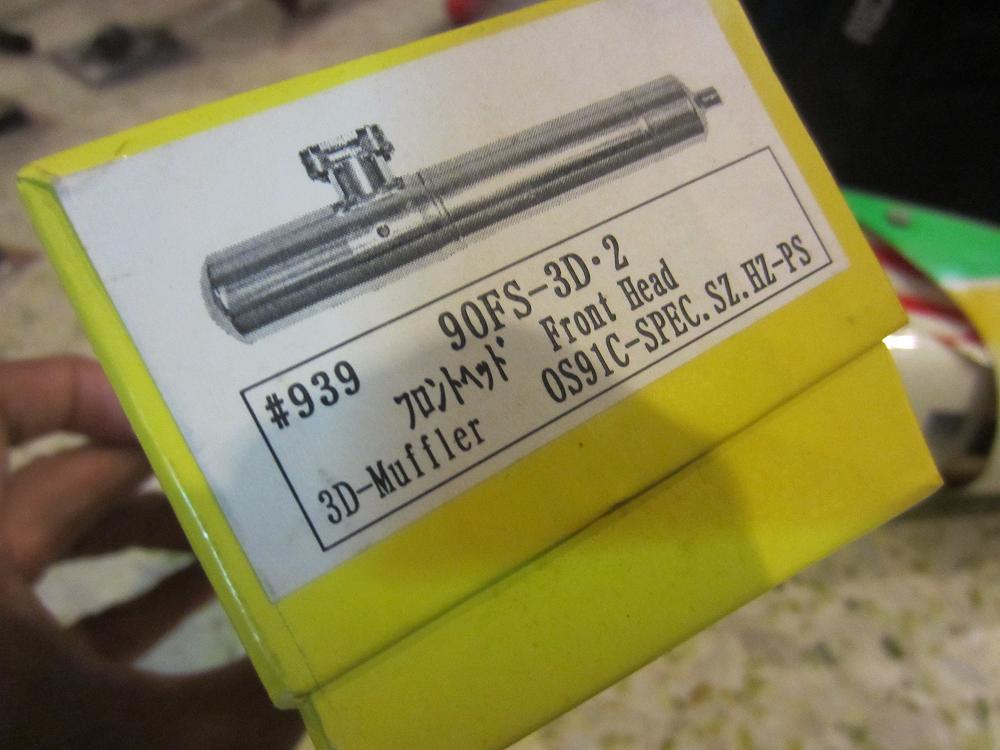 #939 90FS-3D・2
フロントヘッド Front Head
3D-Muffler OS91C-SPEC.SZ.HZ-PS